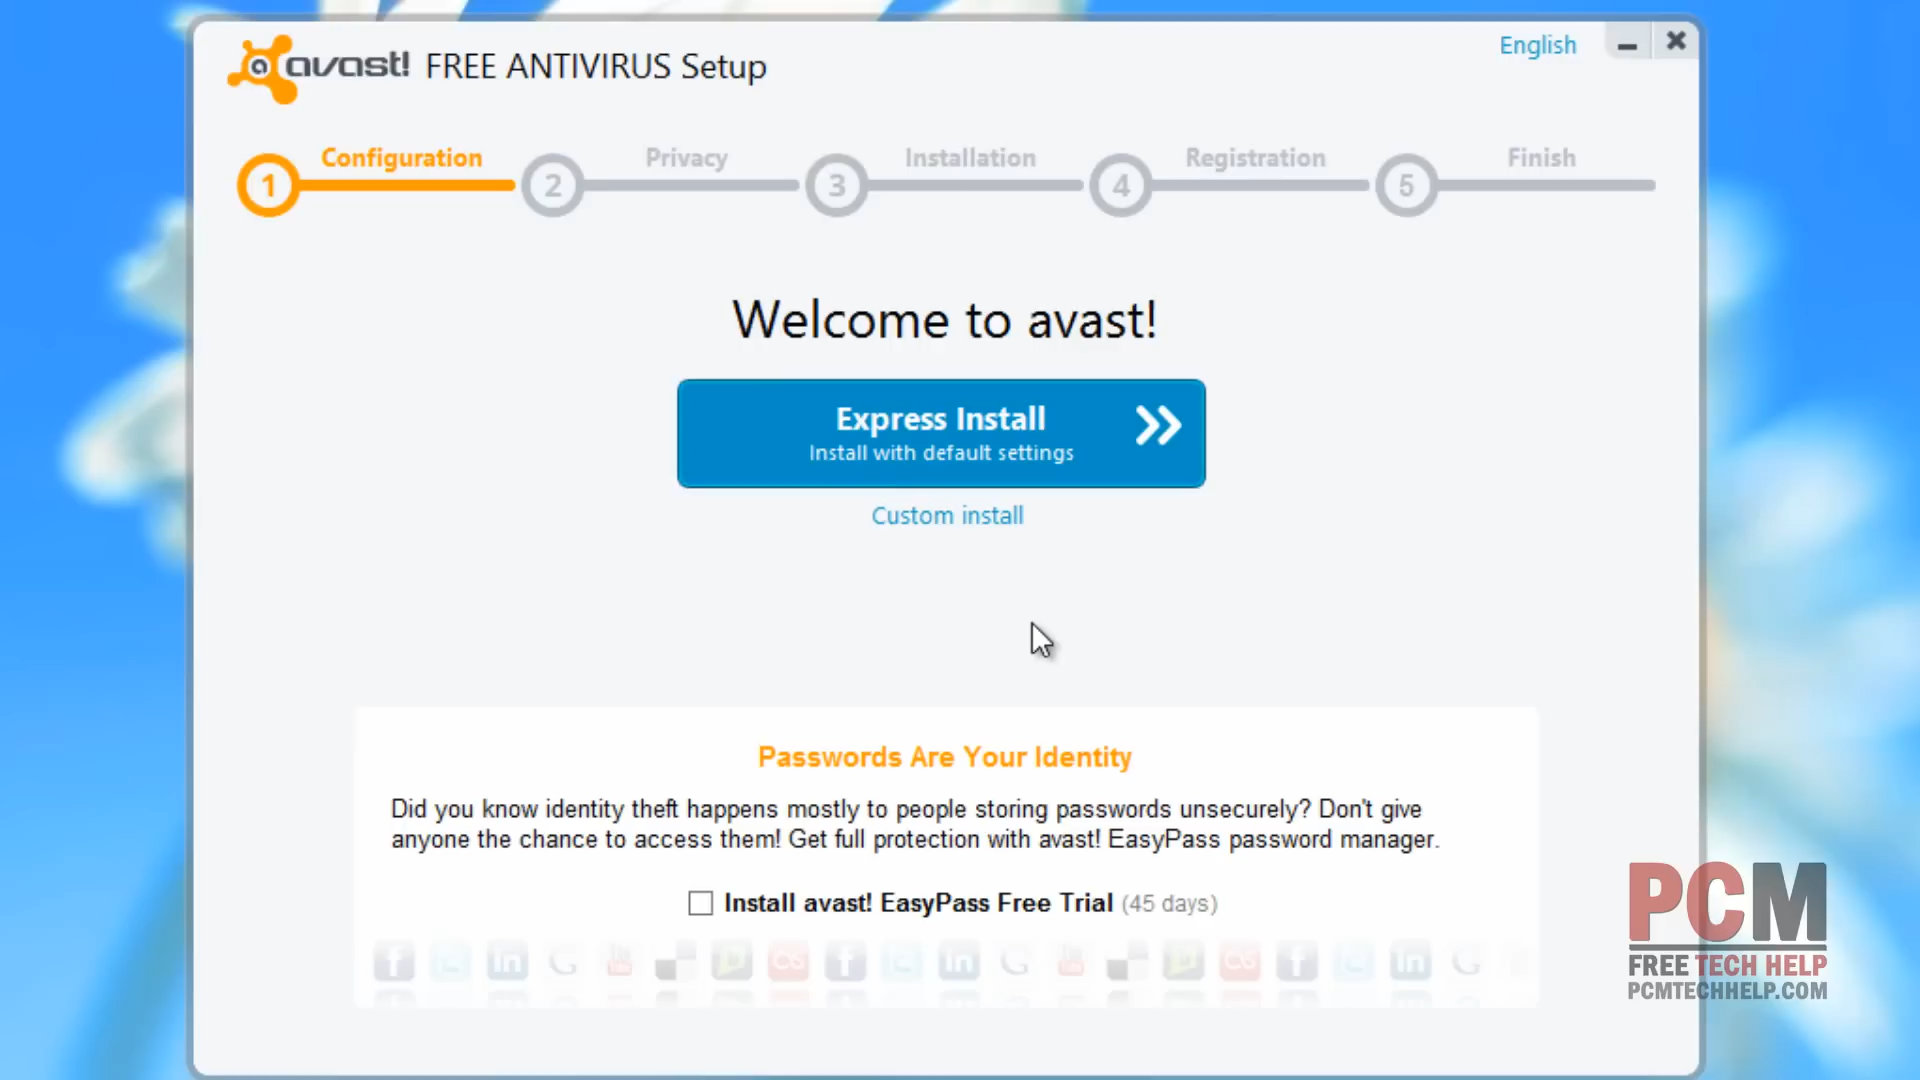 avast! FREE ANTIVIRUS Setup
English
Configuration
Privacy
Installation
Registration
Finish
1
2
3
4
5
Welcome to avast!
Express Install
Install with default settings
Custom install
Passwords Are Your Identity
Did you know identity theft happens mostly to people storing passwords unsecurely? Don't give
anyone the chance to access them! Get full protection with avast! EasyPass password manager.
Install avast! EasyPass Free Trial (45 days)
PCM
FREE TECH HELP
PCMTECHHELP.COM